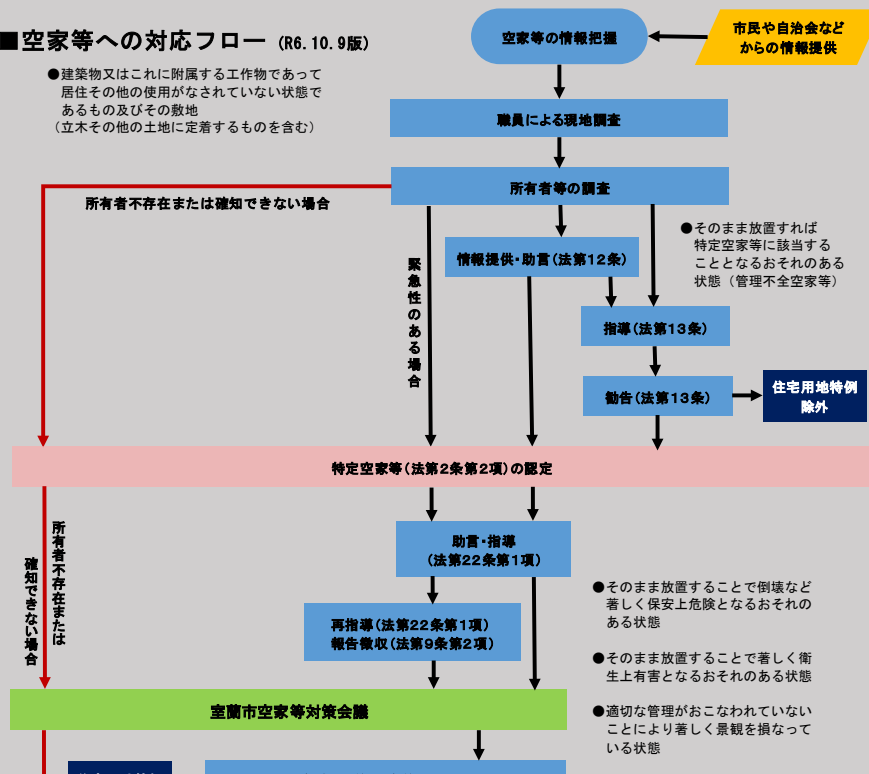 ■空家等への対応フロー（R6.10.9版）
空家等の情報把握
市民や自治会など
からの情報提供
●建築物又はこれに附属する工作物であって
居住その他の使用がなされていない状態で
あるもの及びその敷地
（立木その他の土地に定着するものを含む）
職員による現地調査
所有者等の調査
所有者不存在または確知できない場合
●そのまま放置すれば
特定空家等に該当する
こととなるおそれのある
状態（管理不全空家等）
情報提供・助言（法第12条）
緊急性のある場合
指導（法第13条）
勧告（法第13条）
住宅用地特例
除外
特定空家等（法第2条第2項）の認定
所有者不存在または
確知できない場合
助言・指導
（法第22条第1項）
再指導（法第22条第1項）
報告徴収（法第9条第2項）
●そのまま放置することで倒壊など
著しく保安上危険となるおそれの
ある状態
●そのまま放置することで著しく衛
生上有害となるおそれのある状態
●適切な管理がおこなわれていない
ことにより著しく景観を損なって
いる状態
室蘭市空家等対策会議